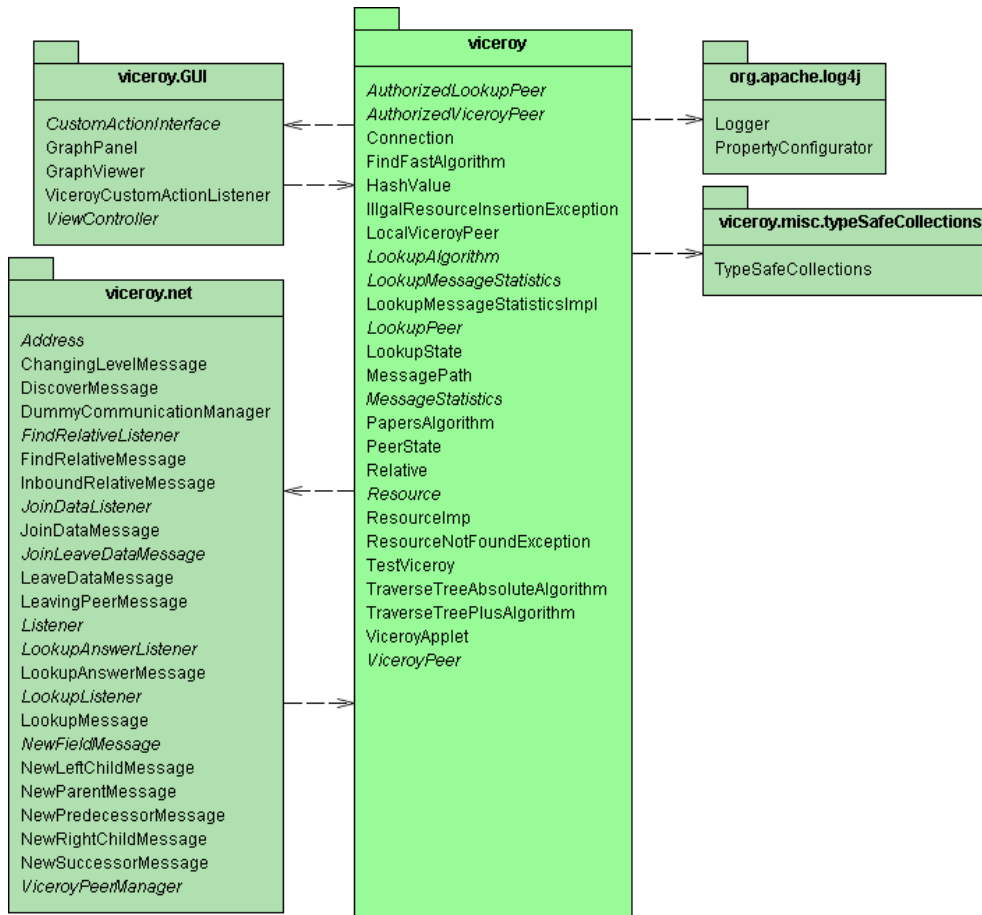 viceroy.GUI
CustomActionInterface
GraphPanel
GraphViewer
ViceroyCustomActionListener
ViewController
viceroy.net
Address
ChangingLevelMessage
DiscoverMessage
DummyCommunicationManager
FindRelativeListener
FindRelativeMessage
InboundRelativeMessage
JoinDataListener
JoinDataMessage
JoinLeaveDataMessage
LeaveDataMessage
LeavingPeerMessage
Listener
LookupAnswerListener
LookupAnswerMessage
LookupListener
LookupMessage
NewFieldMessage
NewLeftChildMessage
NewParentMessage
NewPredecessorMessage
NewRightChildMessage
NewSuccessorMessage
ViceroyPeerManager
viceroy
AuthorizedLookupPeer
AuthorizedViceroyPeer
Connection
FindFastAlgorithm
HashValue
IllgalResourceInsertionException
LocalViceroyPeer
LookupAlgorithm
LookupMessageStatistics
LookupMessageStatisticsImpl
LookupPeer
LookupState
MessagePath
MessageStatistics
PapersAlgorithm
PeerState
Relative
Resource
ResourceImp
ResourceNotFoundException
TestViceroy
TraverseTreeAbsoluteAlgorithm
TraverseTreePlusAlgorithm
ViceroyApplet
ViceroyPeer
org.apache.log4j
Logger
PropertyConfigurator
viceroy.misc.typeSafeCollections
TypeSafeCollections